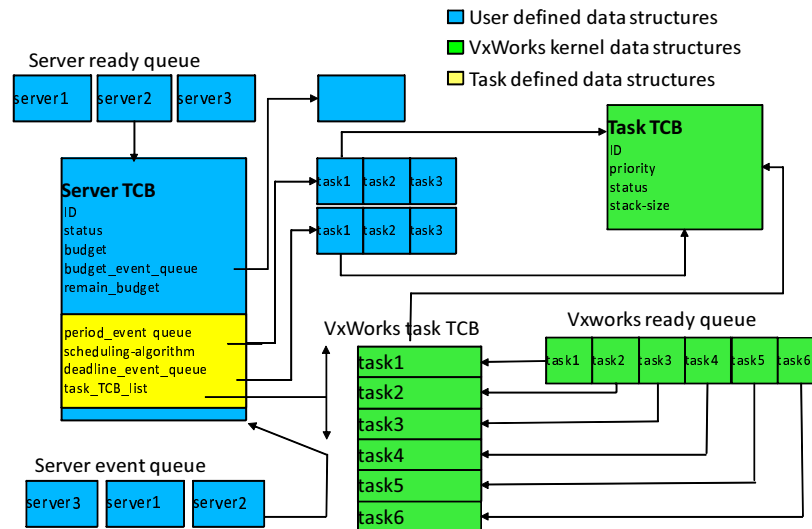 User defined data structures
VxWorks kernel data structures
Task defined data structures
Server ready queue
server1 server2 server3
Server TCB
ID
status
budget
budget_event_queue
remain_budget
period_event queue
scheduling-algorithm
deadline_event_queue
task_TCB_list
task1 task2 task3
task1 task2 task3
Task TCB
ID
priority
status
stack-size
VxWorks task TCB
task1
task2
task3
task4
task5
task6
Vxworks ready queue
task1 task2 task3 task4 task5 task6
Server event queue
server3 server1 server2